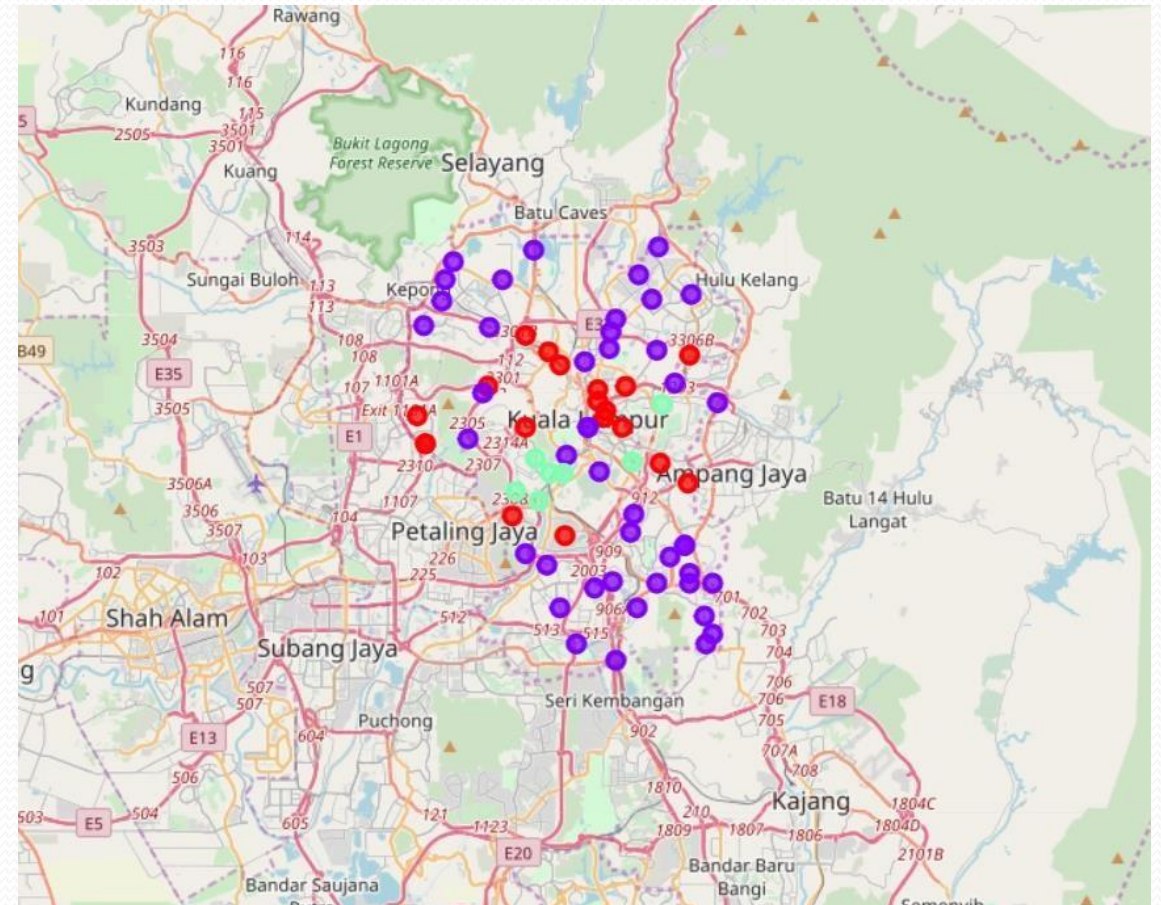 Rawang
116
116
Kundang
115
5
2505
3501
3501
Bukit Lagong
Forest Reserve
Selayang
Kuang
Batu Caves
114
3503
Sungai Buloh
113
113
Kepong
Hulu Kelang
3504
108
108
112
3306B
B49
E35
107
1101A
3505
Exit 1101A
E1
2305
Kuala Lumpur
2314A
2310
2307
3506A
1107
912
Ampang Jaya
Batu 14 Hulu
Langat
3506
3507
104
Petaling Jaya
103
226
909
102
225
2003
101
Shah Alam
512
906
701
702
513
515
703
Subang Jaya
704
g
507
507
706
Seri Kembangan
E18
Puchong
705
E13
604
902
707A
506
708
1810
Kajang
503
E5
504
605
121
1123
210
1804C
1809
1807
1806
1804D
E20
2101B
Bandar Saujana
Bandar Baru
Bangi